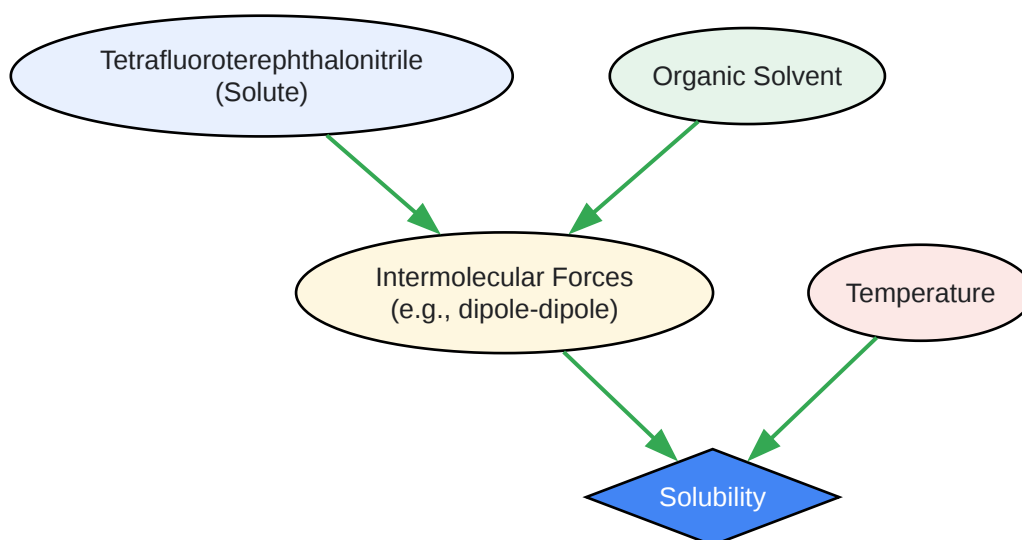 Tetrafluoroterephthalonitrile
(Solute)
Organic Solvent
Intermolecular Forces
(e.g., dipole-dipole)
Temperature
Solubility